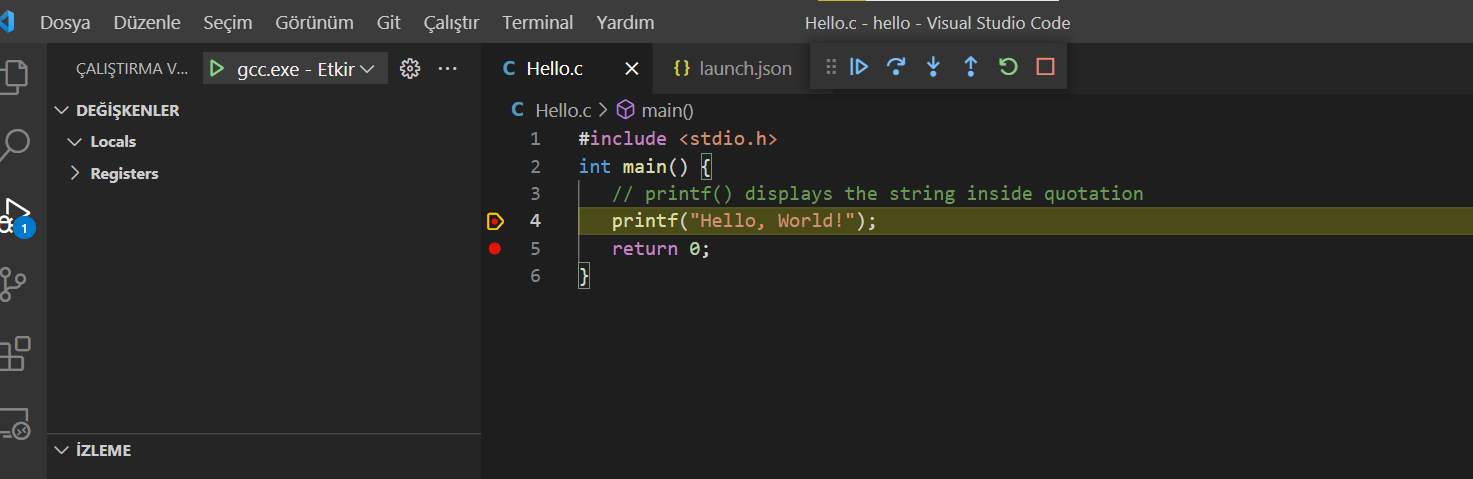 Dosya Düzenle Seçim Görünüm Git Çalıştır Terminal Yardım Hello.c - hello - Visual Studio Code
ÇALIŞTIRMA V... gcc.exe - Etkir
DEĞİŞKENLER
Locals
Registers
1
İZLEME
C Hello.c {} launch.json
C Hello.c > main()
1 #include <stdio.h>
2 int main() {
3 // printf() displays the string inside quotation
4 printf("Hello, World!");
5 return 0;
6 }